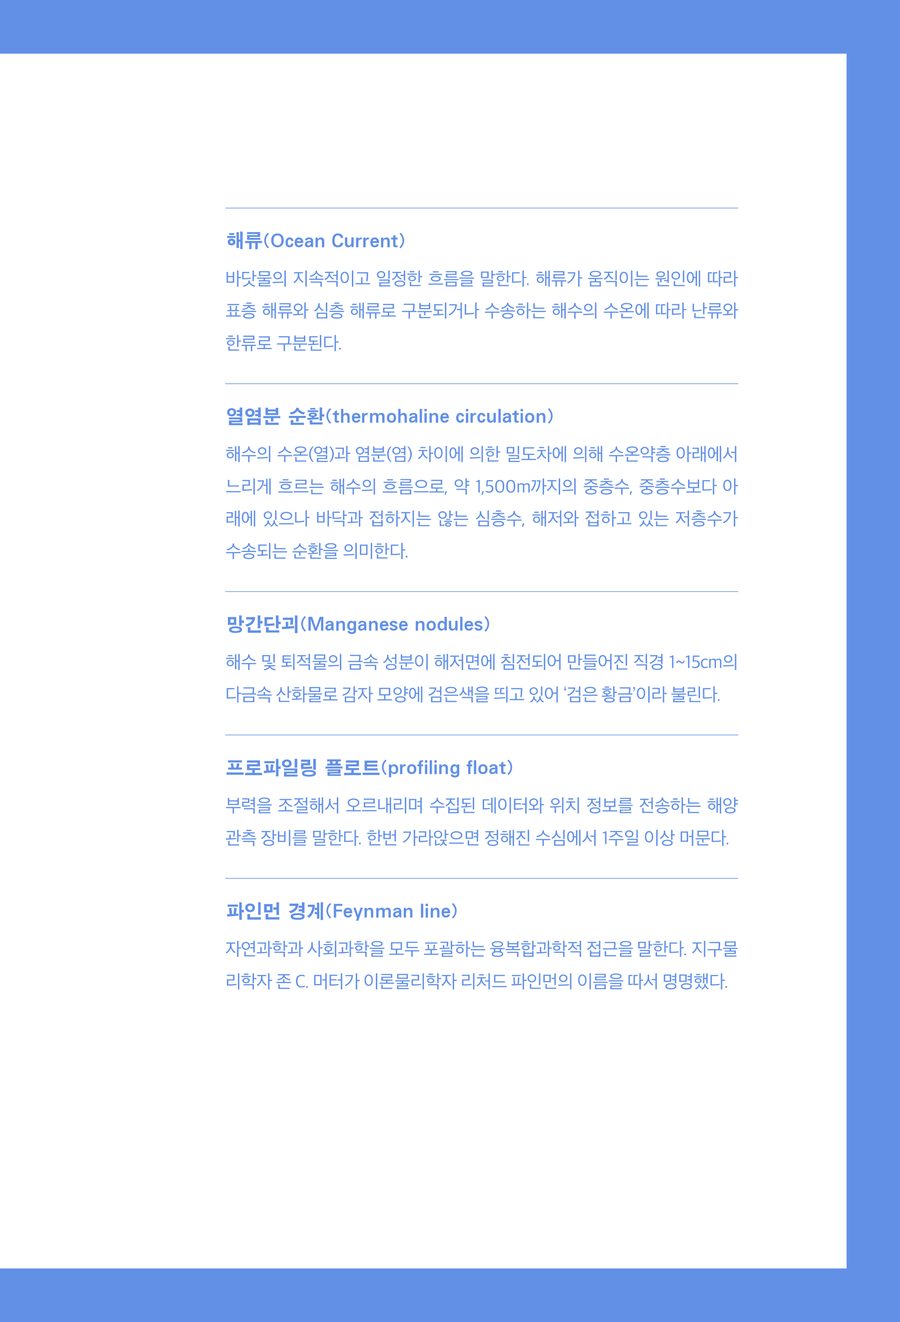 해류(Ocean Current)
바닷물의 지속적이고 일정한 흐름을 말한다. 해류가 움직이는 원인에 따라
표층 해류와 심층 해류로 구분되거나 수송하는 해수의 수온에 따라 난류와
한류로 구분된다.
열염분 순환(thermohaline circulation)
해수의 수온(열)과 염분(염) 차이에 의한 밀도차에 의해 수온약층 아래에서
느리게 흐르는 해수의 흐름으로, 약 1,500m까지의 중층수, 중층수보다 아
래에 있으나 바닥과 접하지는 않는 심층수, 해저와 접하고 있는 저층수가
수송되는 순환을 의미한다.
망간단괴(Manganese nodules)
해수 및 퇴적물의 금속 성분이 해저면에 침전되어 만들어진 직경 1~15cm의
다금속 산화물로 감자 모양에 검은색을 띄고 있어 ‘검은 황금’이라 불린다.
프로파일링 플로트(profiling float)
부력을 조절해서 오르내리며 수집된 데이터와 위치 정보를 전송하는 해양
관측 장비를 말한다. 한번 가라앉으면 정해진 수심에서 1주일 이상 머문다.
파인먼 경계(Feynman line)
자연과학과 사회과학을 모두 포괄하는 융복합과학적 접근을 말한다. 지구물
리학자 존 C. 머터가 이론물리학자 리처드 파인먼의 이름을 따서 명명했다.